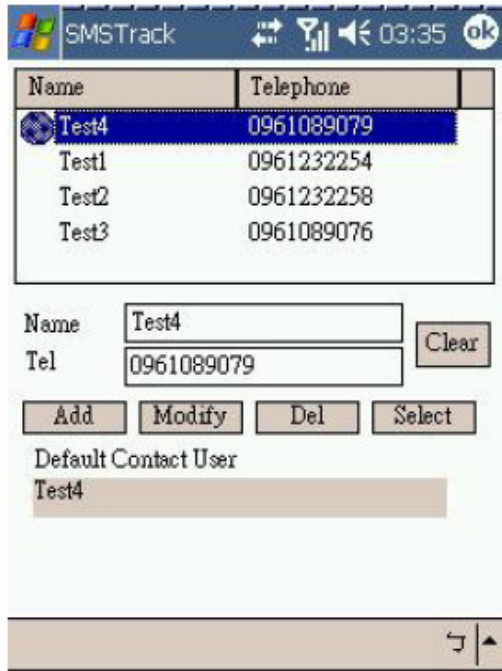 SMSTrack 03:35 ok
Name Telephone
Test4 0961089079
Test1 0961232254
Test2 0961232258
Test3 0961089076
Name Test4
Clear
Tel 0961089079
Add Modify Del Select
Default Contact User
Test4
ㄅ